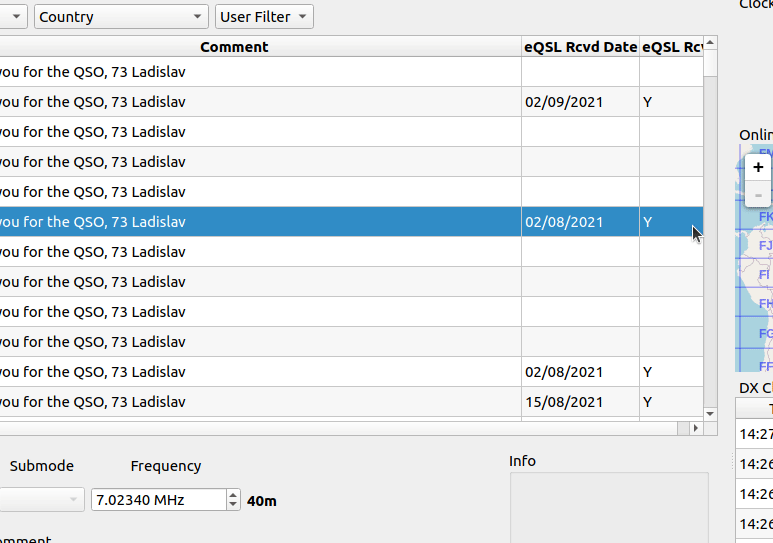 Clock
Country User Filter
Comment eQSL Rcvd Date eQSL Rcv
you for the QSO, 73 Ladislav
you for the QSO, 73 Ladislav 02/09/2021 Y
you for the QSO, 73 Ladislav
you for the QSO, 73 Ladislav
you for the QSO, 73 Ladislav
you for the QSO, 73 Ladislav 02/08/2021 Y
you for the QSO, 73 Ladislav
you for the QSO, 73 Ladislav
you for the QSO, 73 Ladislav
you for the QSO, 73 Ladislav
you for the QSO, 73 Ladislav 02/08/2021 Y
you for the QSO, 73 Ladislav 15/08/2021 Y
Onlin
+
-
FK
FJ
FI
FH
FG
FF
DX Cl
T
14:27
14:26
14:26
14:26
Submode Frequency Info
7.02340 MHz 40m
omment